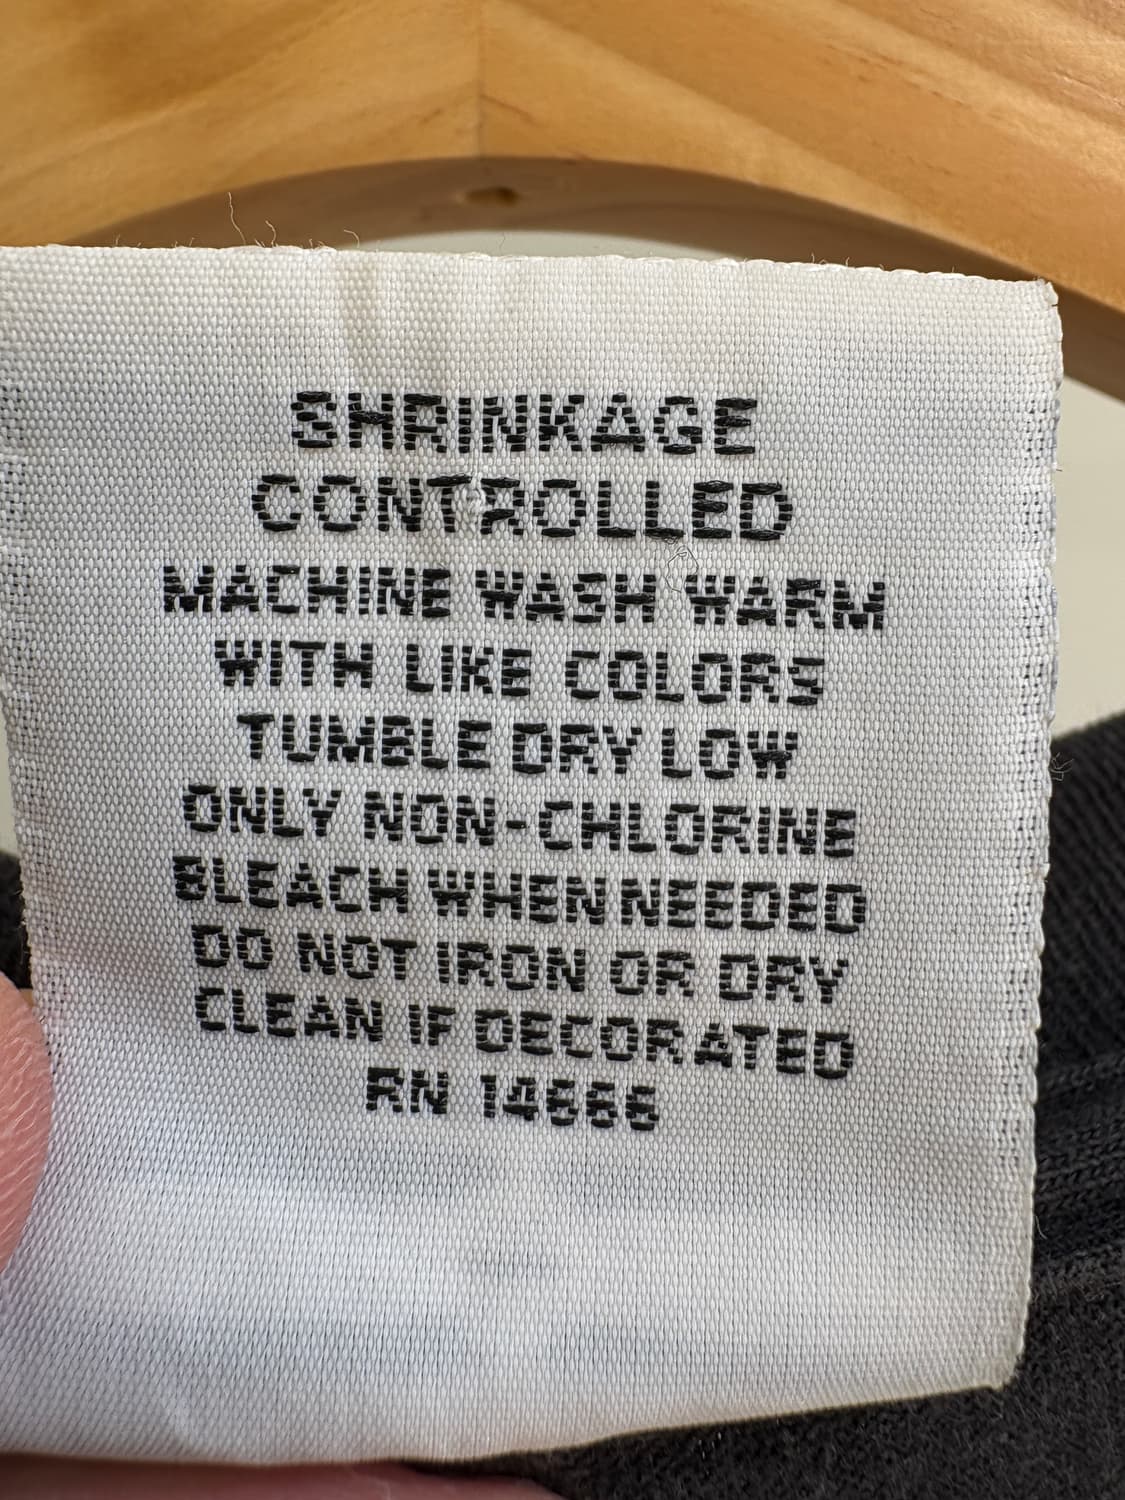 SHRINKAGE
CONTROLLED
MACHINE WASH WARM
WITH LIKE COLORS
TUMBLE DRY LOW
ONLY NON-CHLORINE
BLEACH WHEN NEEDED
DO NOT IRON OR DRY
CLEAN IF DECORATED
RN 14666